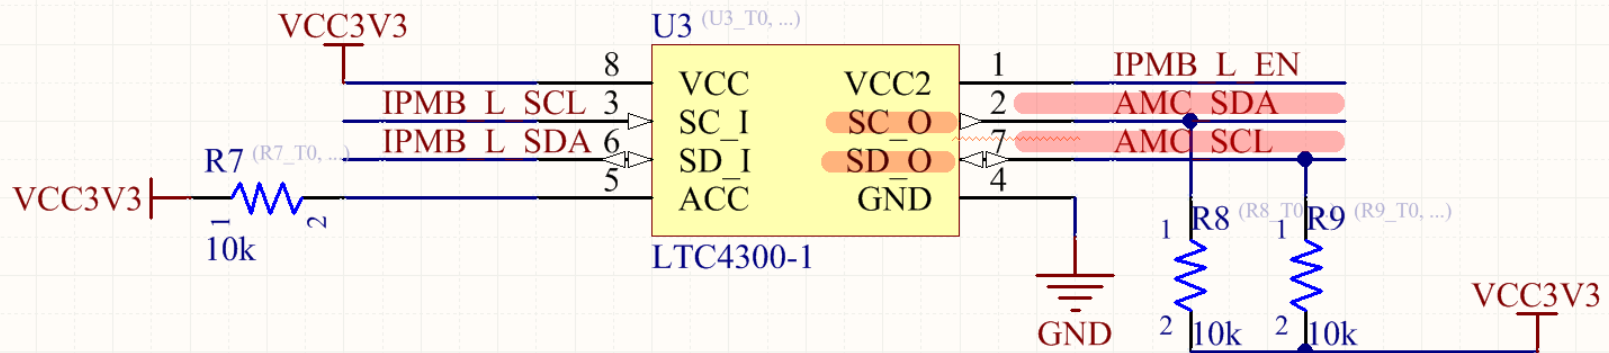 VCC3V3
U3 (U3_T0, ...)
8 VCC VCC2 1 IPMB_L_EN
IPMB_L_SCL 3 SC_I SC_O 2 AMC_SDA
IPMB_L_SDA 6 SD_I SD_O 7 AMC_SCL
R7 (R7_T0, ...) 5 ACC GND 4
VCC3V3 1 2
10k
LTC4300-1
GND
1 R8 (R8_T0, ...) 1 R9 (R9_T0, ...)
2 10k 2 10k
VCC3V3